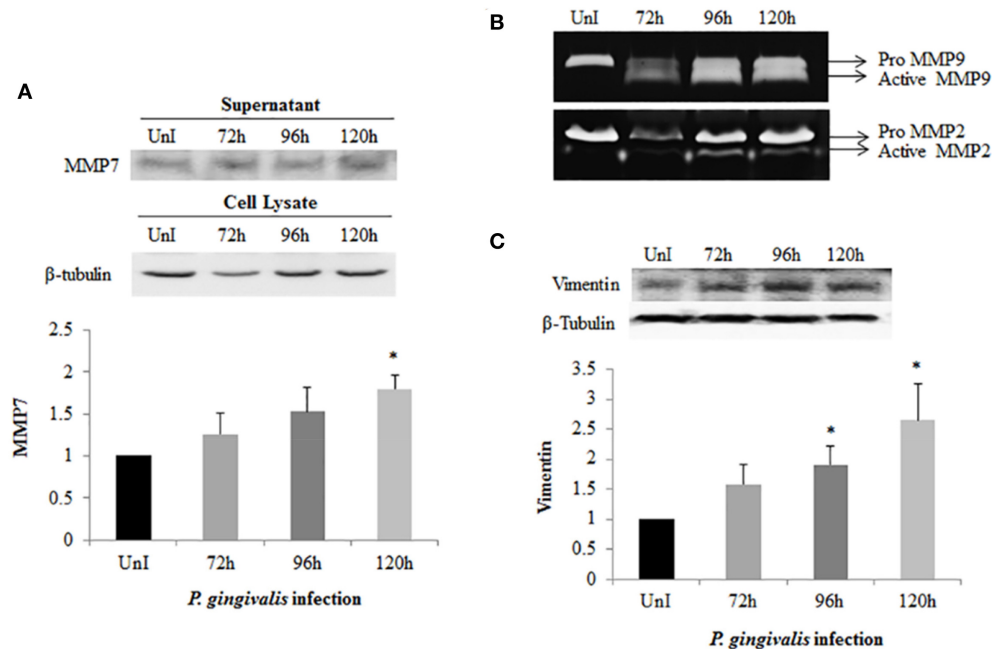 A
Supernatant
UnI 72h 96h 120h
MMP7
Cell Lysate
UnI 72h 96h 120h
β-tubulin
2.5
2
1.5
1
0.5
0
MMP7
*
UnI 72h 96h 120h
P. gingivalis infection
B
UnI 72h 96h 120h
Pro MMP9
Active MMP9
Pro MMP2
Active MMP2
C
UnI 72h 96h 120h
Vimentin
β-Tubulin
3.5
3
2.5
2
1.5
1
0.5
0
Vimentin
*
*
UnI 72h 96h 120h
P. gingivalis infection